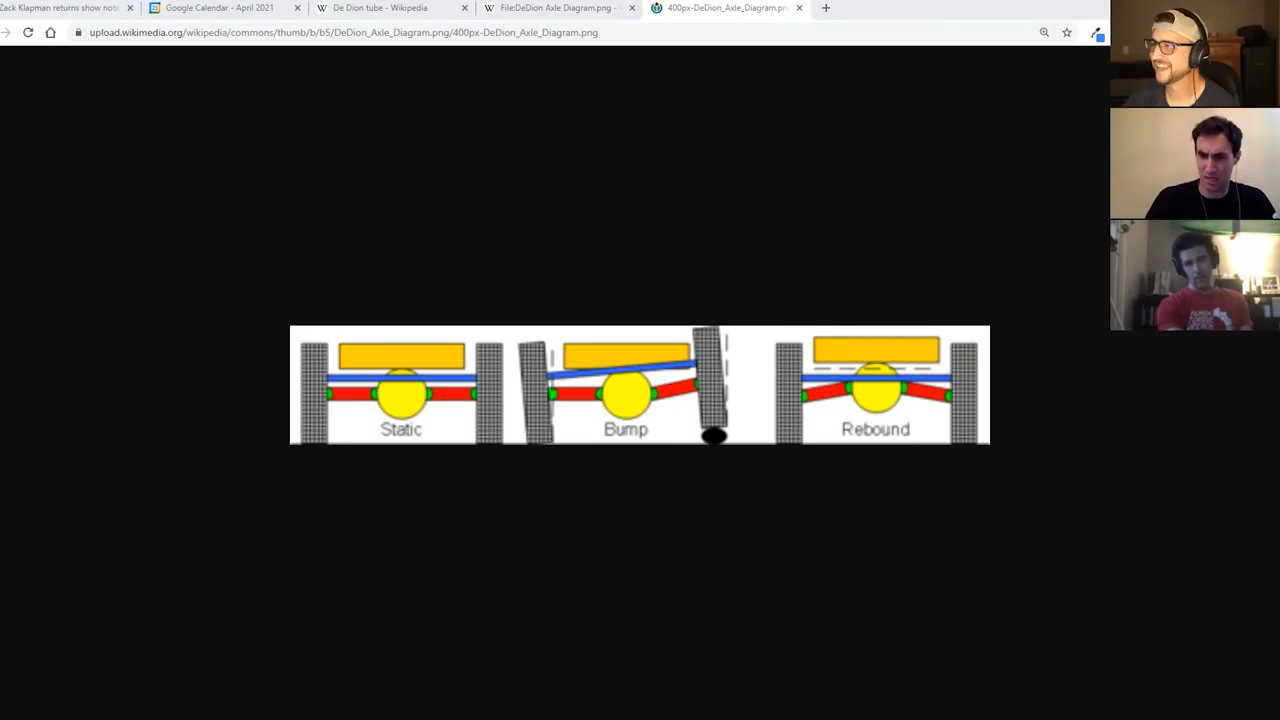 Zack Klapman returns show note
Google Calendar - April 2021
De Dion tube - Wikipedia
File:DeDion Axle Diagram.png -
400px-DeDion_Axle_Diagram.pn
upload.wikimedia.org/wikipedia/commons/thumb/b/b5/DeDion_Axle_Diagram.png/400px-DeDion_Axle_Diagram.png
Static
Bump
Rebound